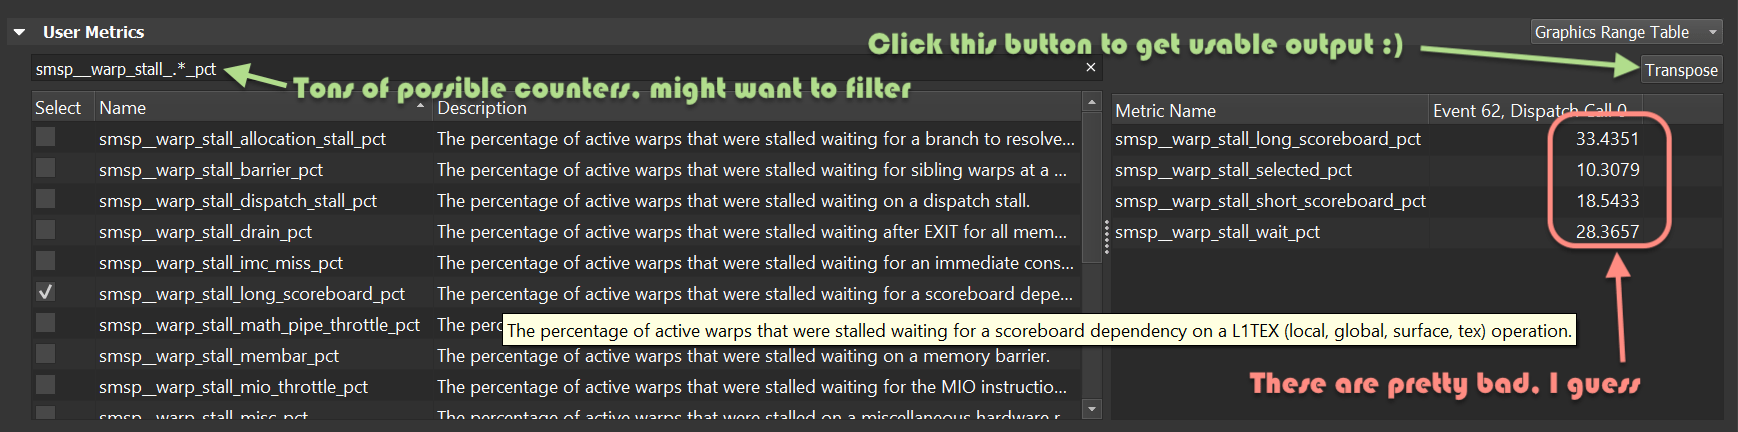 User Metrics
Graphics Range Table
Click this button to get usable output :)
smsp__warp_stall_.*_pct
Transpose
Tons of possible counters, might want to filter
Select Name Description
Metric Name Event 62, Dispatch Call 0
smsp__warp_stall_allocation_stall_pct The percentage of active warps that were stalled waiting for a branch to resolve...
smsp__warp_stall_long_scoreboard_pct 33.4351
smsp__warp_stall_barrier_pct The percentage of active warps that were stalled waiting for sibling warps at a ...
smsp__warp_stall_selected_pct 10.3079
smsp__warp_stall_dispatch_stall_pct The percentage of active warps that were stalled waiting on a dispatch stall.
smsp__warp_stall_short_scoreboard_pct 18.5433
smsp__warp_stall_drain_pct The percentage of active warps that were stalled waiting after EXIT for all mem...
smsp__warp_stall_wait_pct 28.3657
smsp__warp_stall_imc_miss_pct The percentage of active warps that were stalled waiting for an immediate cons...
smsp__warp_stall_long_scoreboard_pct The percentage of active warps that were stalled waiting for a scoreboard depe...
smsp__warp_stall_math_pipe_throttle_pct The perc
The percentage of active warps that were stalled waiting for a scoreboard dependency on a L1TEX (local, global, surface, tex) operation.
smsp__warp_stall_membar_pct The percentage of active warps that were stalled waiting on a memory barrier.
smsp__warp_stall_mio_throttle_pct The percentage of active warps that were stalled waiting for the MIO instructio...
smsp__warp_stall_misc_pct The percentage of active warps that were stalled on a miscellaneous hardware r
These are pretty bad, I guess